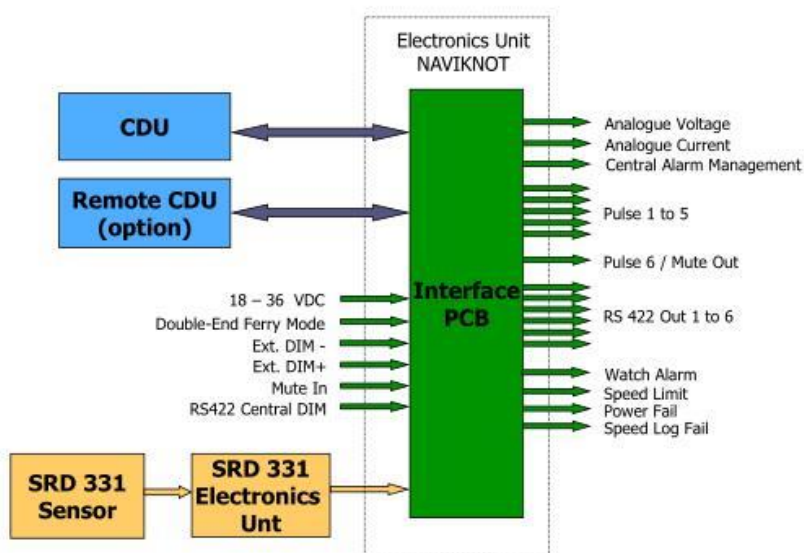 Electronics Unit
NAVIKNOT
CDU
Remote CDU
(option)
18 – 36 VDC
Double-End Ferry Mode
Ext. DIM -
Ext. DIM+
Mute In
RS422 Central DIM
SRD 331
Sensor
SRD 331
Electronics
Unt
Interface
PCB
Analogue Voltage
Analogue Current
Central Alarm Management
Pulse 1 to 5
Pulse 6 / Mute Out
RS 422 Out 1 to 6
Watch Alarm
Speed Limit
Power Fail
Speed Log Fail